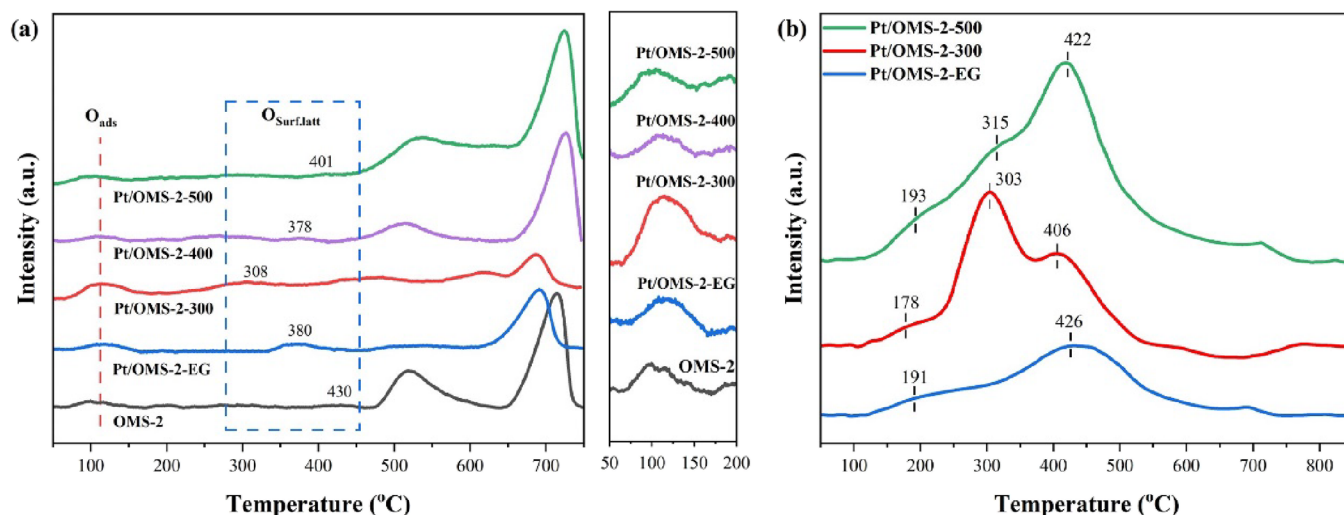 (a)
Intensity (a.u.)
O_ads
O_Surf.latt
401
Pt/OMS-2-500
378
Pt/OMS-2-400
308
Pt/OMS-2-300
380
Pt/OMS-2-EG
430
OMS-2
100 200 300 400 500 600 700
Temperature (°C)
Pt/OMS-2-500
Pt/OMS-2-400
Pt/OMS-2-300
Pt/OMS-2-EG
OMS-2
50 100 150 200
(b)
Intensity (a.u.)
Pt/OMS-2-500
Pt/OMS-2-300
Pt/OMS-2-EG
422
315
193
303
406
178
426
191
100 200 300 400 500 600 700 800
Temperature (°C)